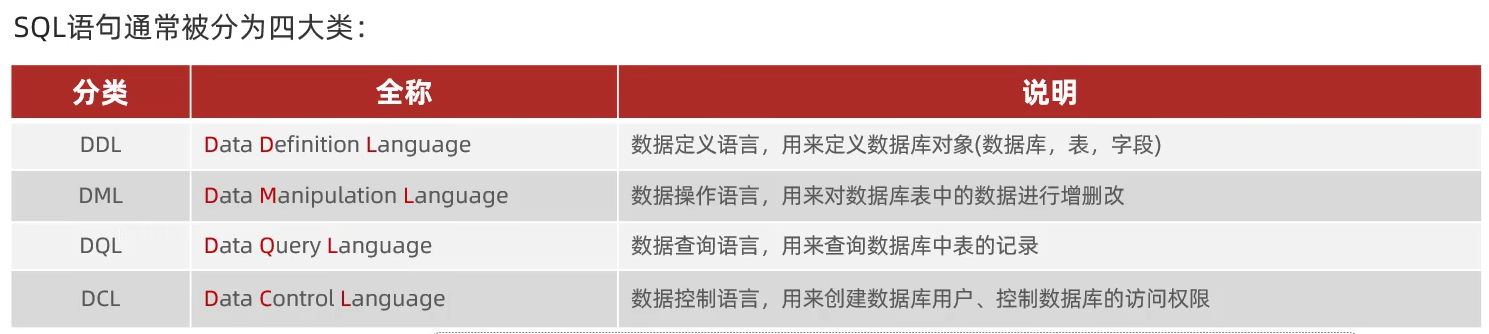 SQL语句通常被分为四大类：
分类 全称 说明
DDL Data Definition Language 数据定义语言，用来定义数据库对象(数据库，表，字段)
DML Data Manipulation Language 数据操作语言，用来对数据库表中的数据进行增删改
DQL Data Query Language 数据查询语言，用来查询数据库中表的记录
DCL Data Control Language 数据控制语言，用来创建数据库用户、控制数据库的访问权限